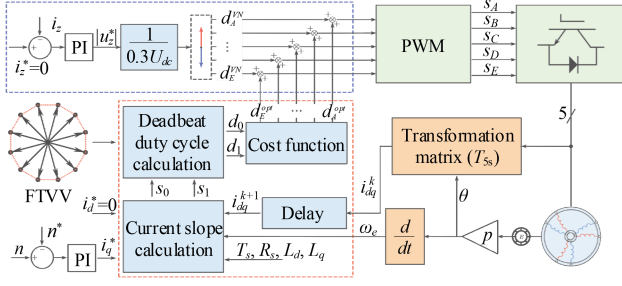 i_z
i_z^*=0
PI
|u_z^*|
1
0.3U_dc
d_A^VN
...
d_E^VN
PWM
s_A
s_B
s_C
s_D
s_E
5
d_E^opt ... d_A^opt
Deadbeat
duty cycle
calculation
d_0
d_1
Cost function
FTVV
s_0
s_1
i_d^*=0
i_dq^k+1
Delay
i_dq^k
Transformation
matrix (T_5s)
θ
n^*
n
PI
i_q^*
Current slope
calculation
T_s, R_s, L_d, L_q
ω_e
d
dt
p
E